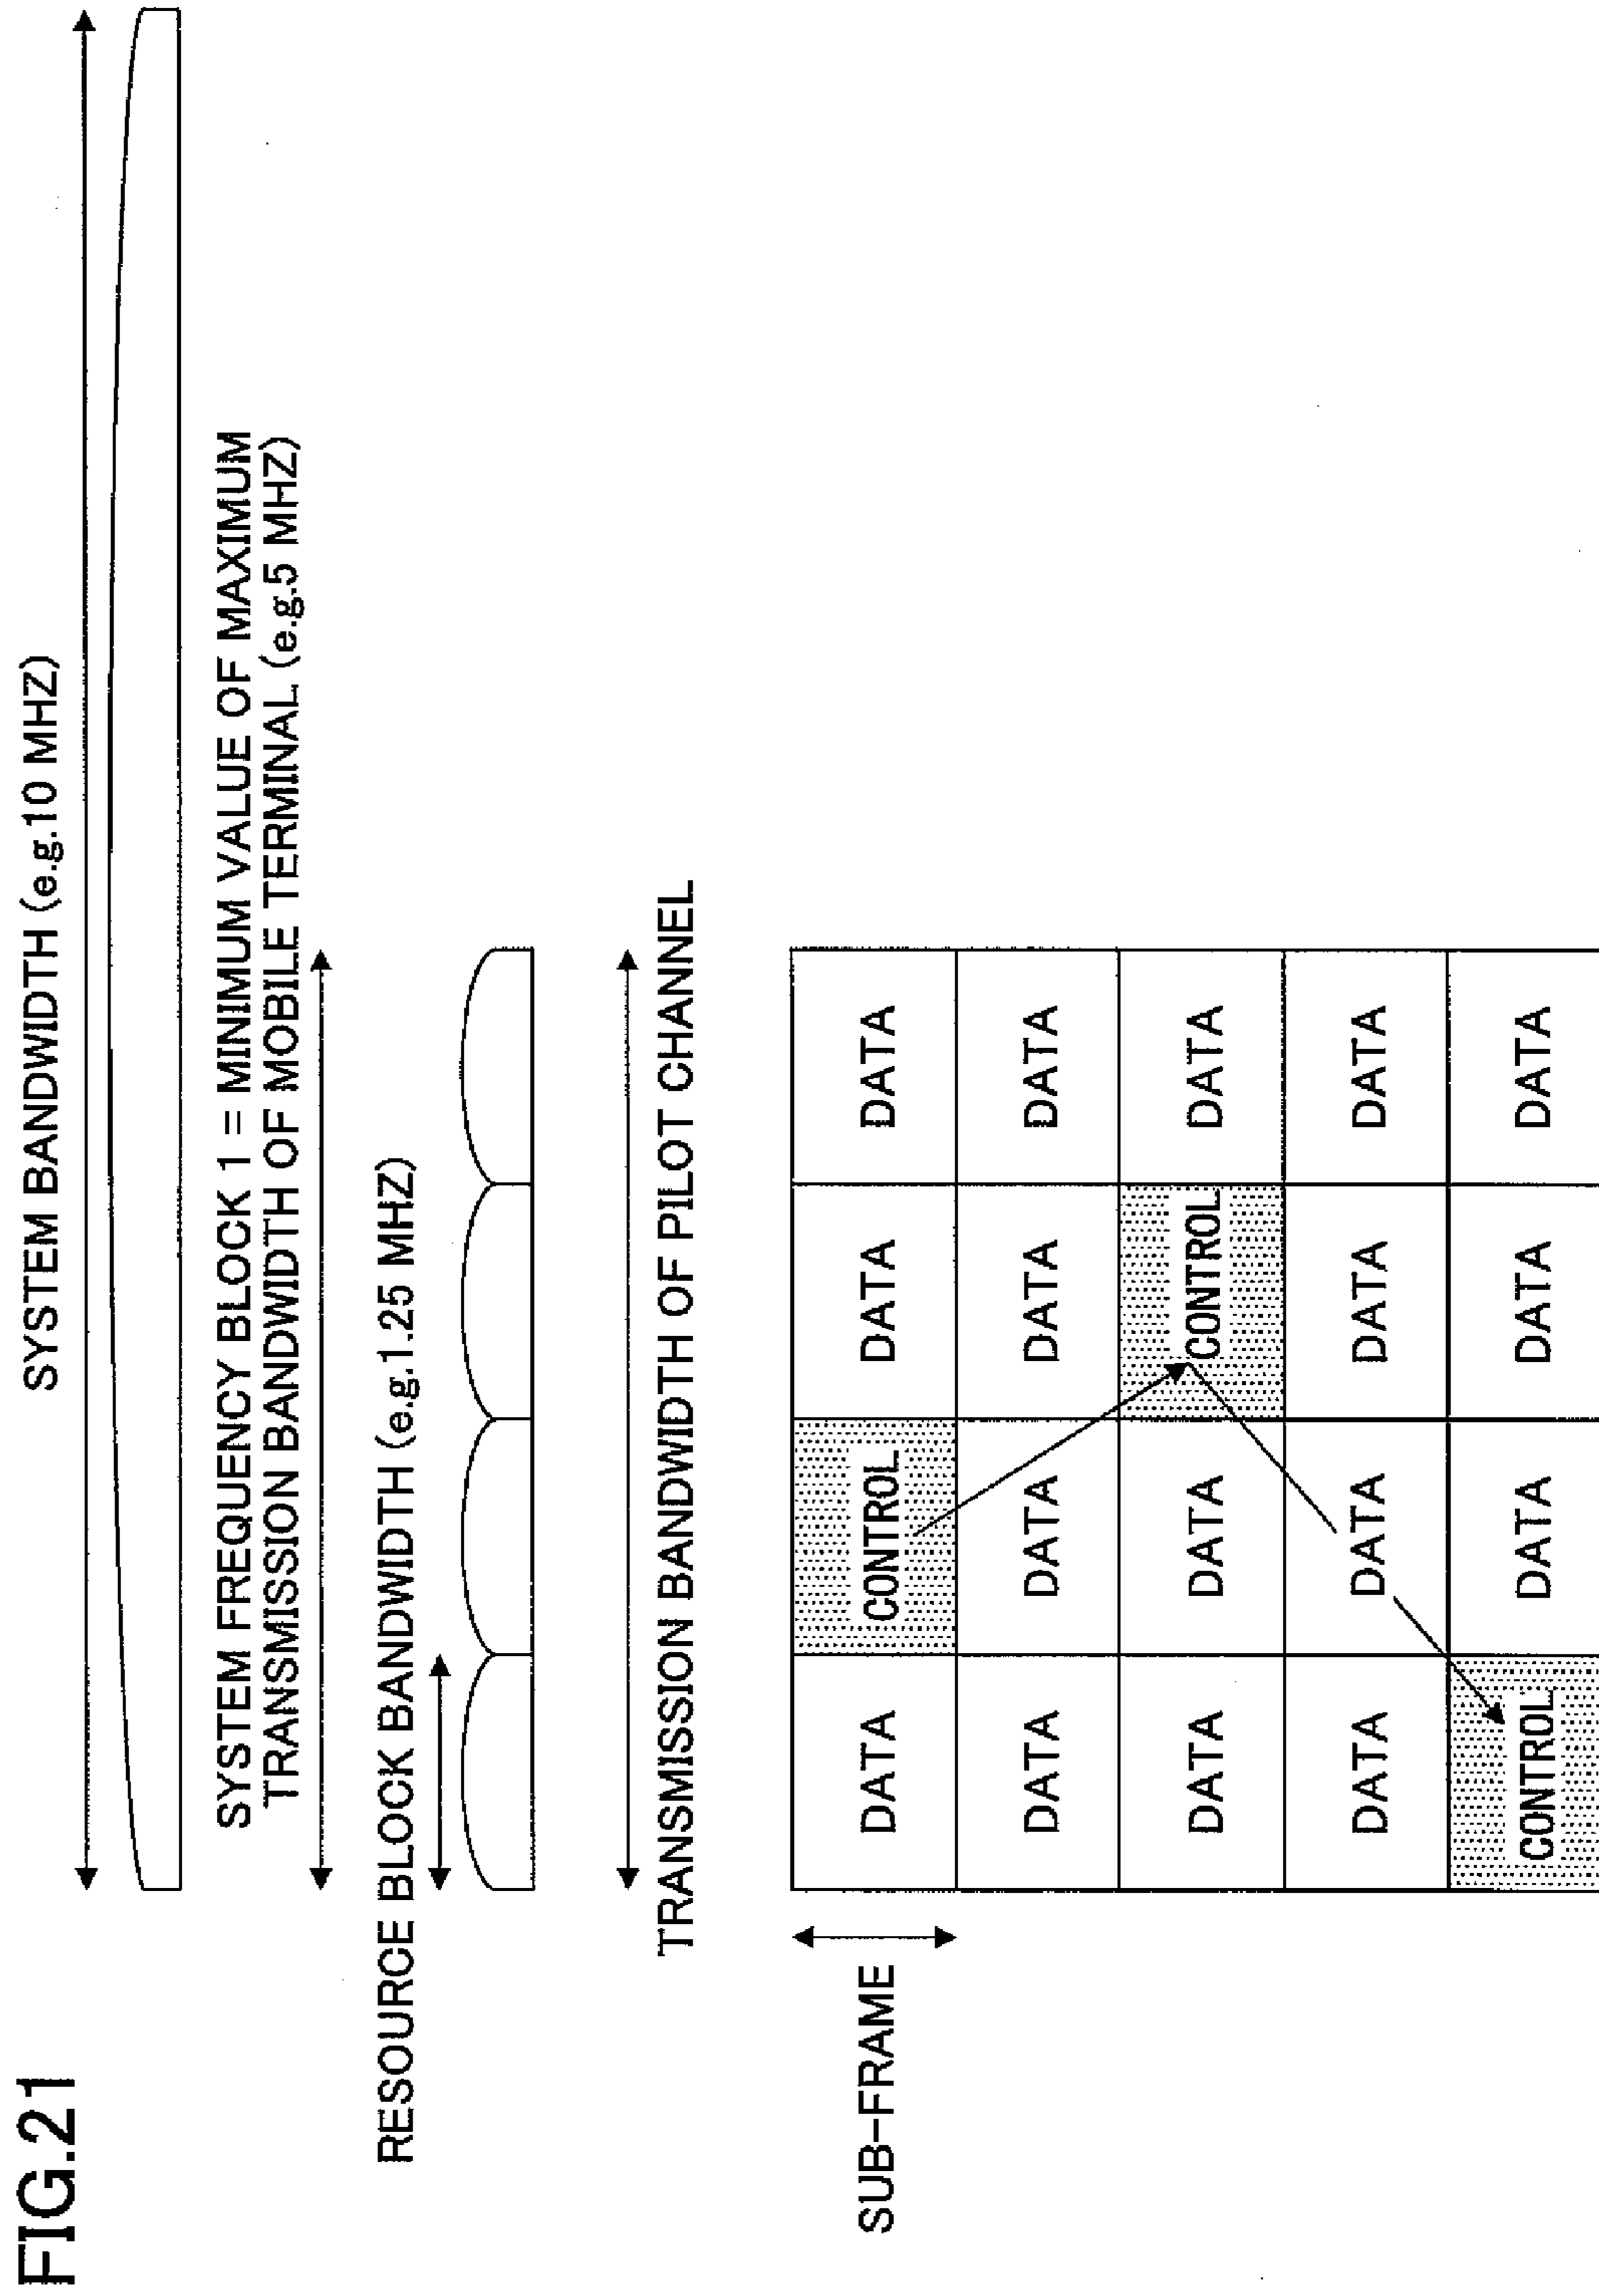 FIG.21
SYSTEM BANDWIDTH (e.g.10 MHZ)
SYSTEM FREQUENCY BLOCK 1 = MINIMUM VALUE OF MAXIMUM
TRANSMISSION BANDWIDTH OF MOBILE TERMINAL (e.g.5 MHZ)
RESOURCE BLOCK BANDWIDTH (e.g.1.25 MHZ)
TRANSMISSION BANDWIDTH OF PILOT CHANNEL
SUB-FRAME
DATA CONTROL DATA DATA
DATA DATA DATA DATA
DATA DATA CONTROL DATA
DATA DATA DATA DATA
CONTROL DATA DATA DATA